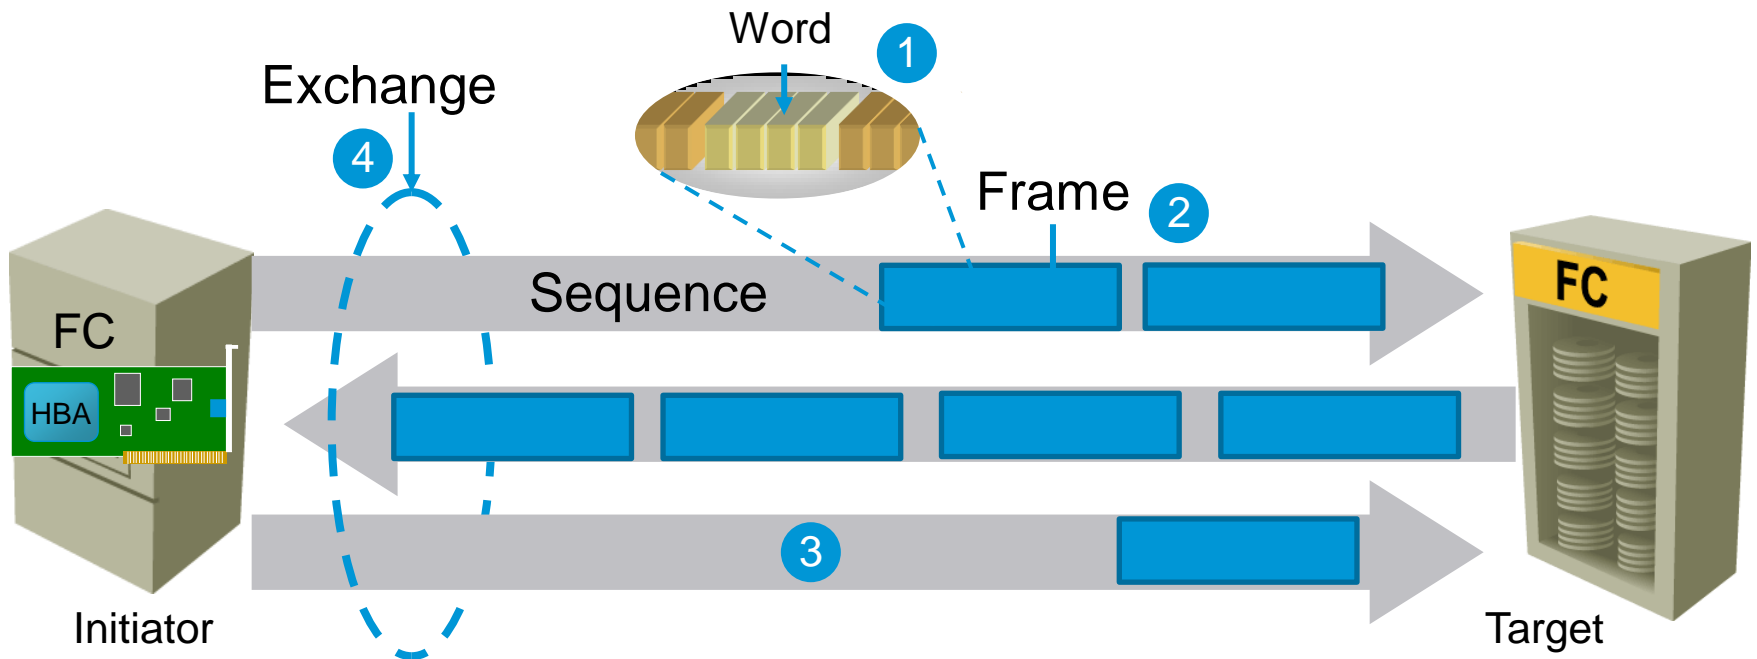 Word
1
Exchange
4
Frame
2
Sequence
FC
FC
HBA
3
Initiator
Target